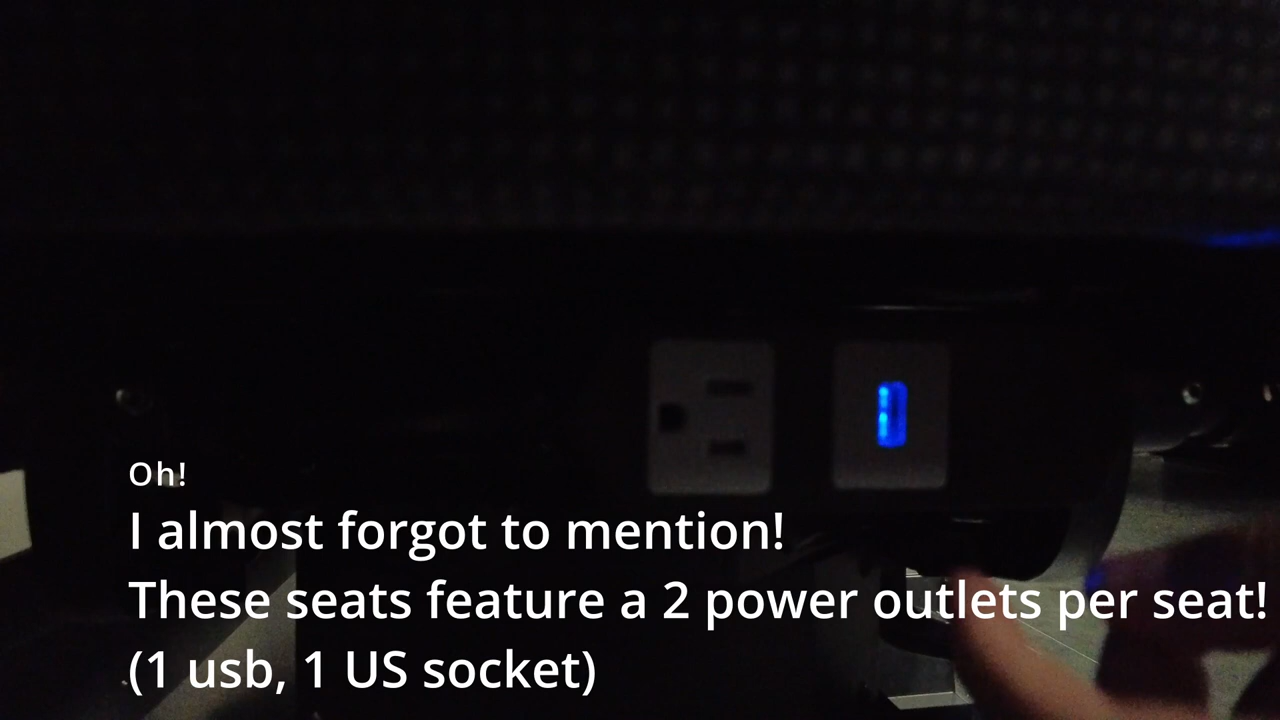 Oh!
I almost forgot to mention!
These seats feature a 2 power outlets per seat!
(1 usb, 1 US socket)